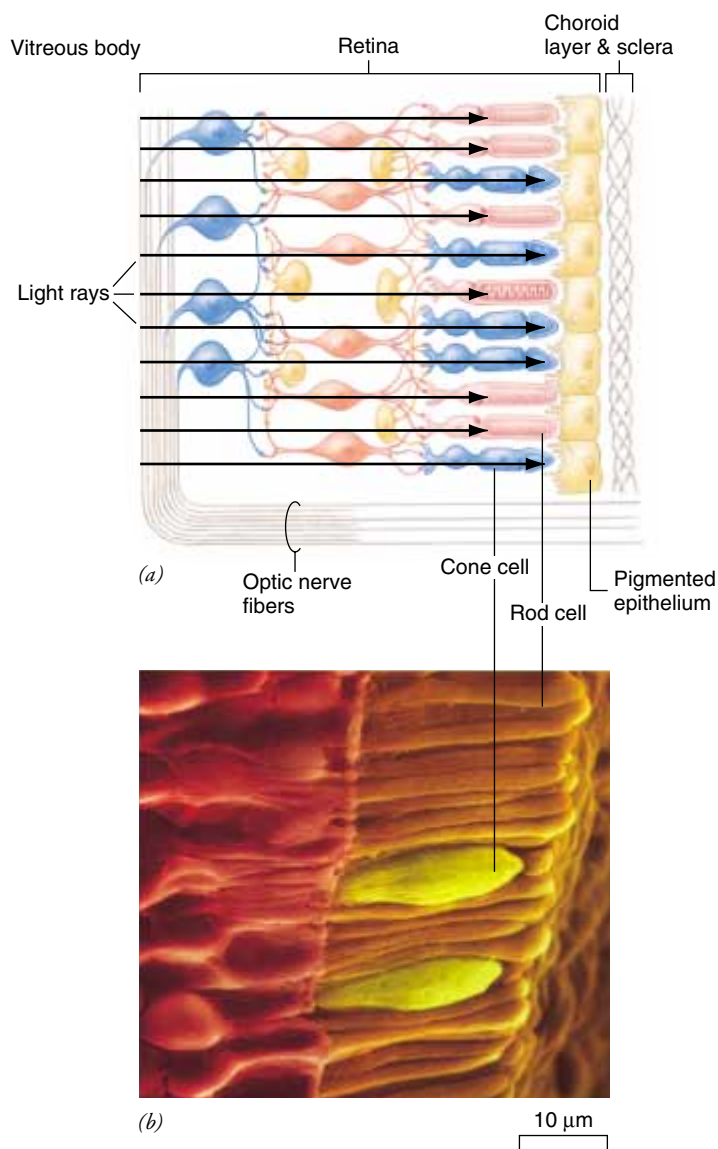 Choroid
layer & sclera
Vitreous body
Retina
Light rays
(a)
Optic nerve
fibers
Cone cell
Rod cell
Pigmented
epithelium
(b)
10 μm